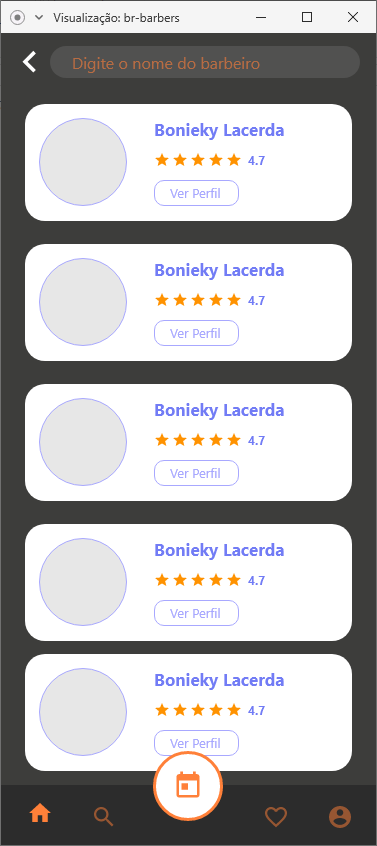 Visualização: br-barbers
Digite o nome do barbeiro
Bonieky Lacerda
4.7
Ver Perfil
Bonieky Lacerda
4.7
Ver Perfil
Bonieky Lacerda
4.7
Ver Perfil
Bonieky Lacerda
4.7
Ver Perfil
Bonieky Lacerda
4.7
Ver Perfil